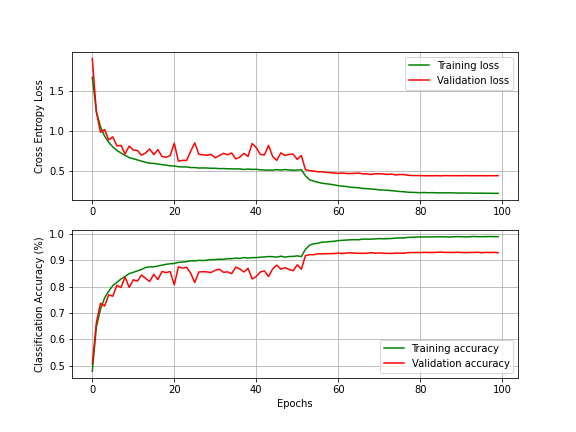 Cross Entropy Loss
1.5
1.0
0.5
Training loss
Validation loss
0 20 40 60 80 100
Classification Accuracy (%)
1.0
0.9
0.8
0.7
0.6
0.5
Training accuracy
Validation accuracy
0 20 40 60 80 100
Epochs